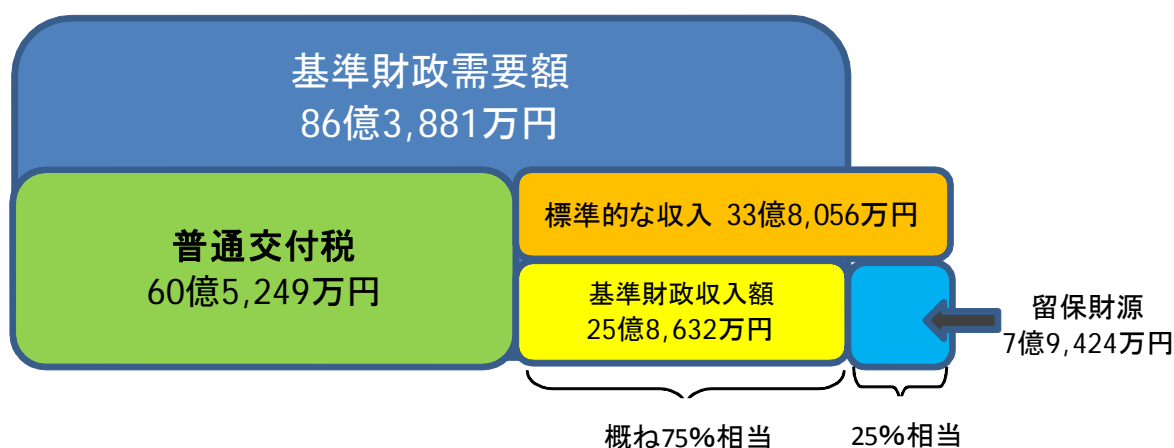 基準財政需要額
86億3,881万円
普通交付税
60億5,249万円
標準的な収入 33億8,056万円
基準財政収入額
25億8,632万円
留保財源
7億9,424万円
概ね75%相当
25%相当